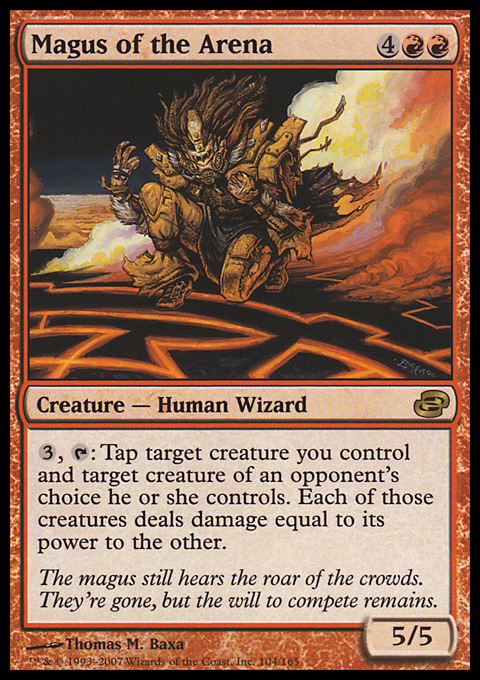 Magus of the Arena 4
Creature — Human Wizard
3, : Tap target creature you control
and target creature of an opponent's
choice he or she controls. Each of those
creatures deals damage equal to its
power to the other.
The magus still hears the roar of the crowds.
They're gone, but the will to compete remains.
5/5
Thomas M. Baxa
™ & © 1993–2007 Wizards of the Coast, Inc. 104/165